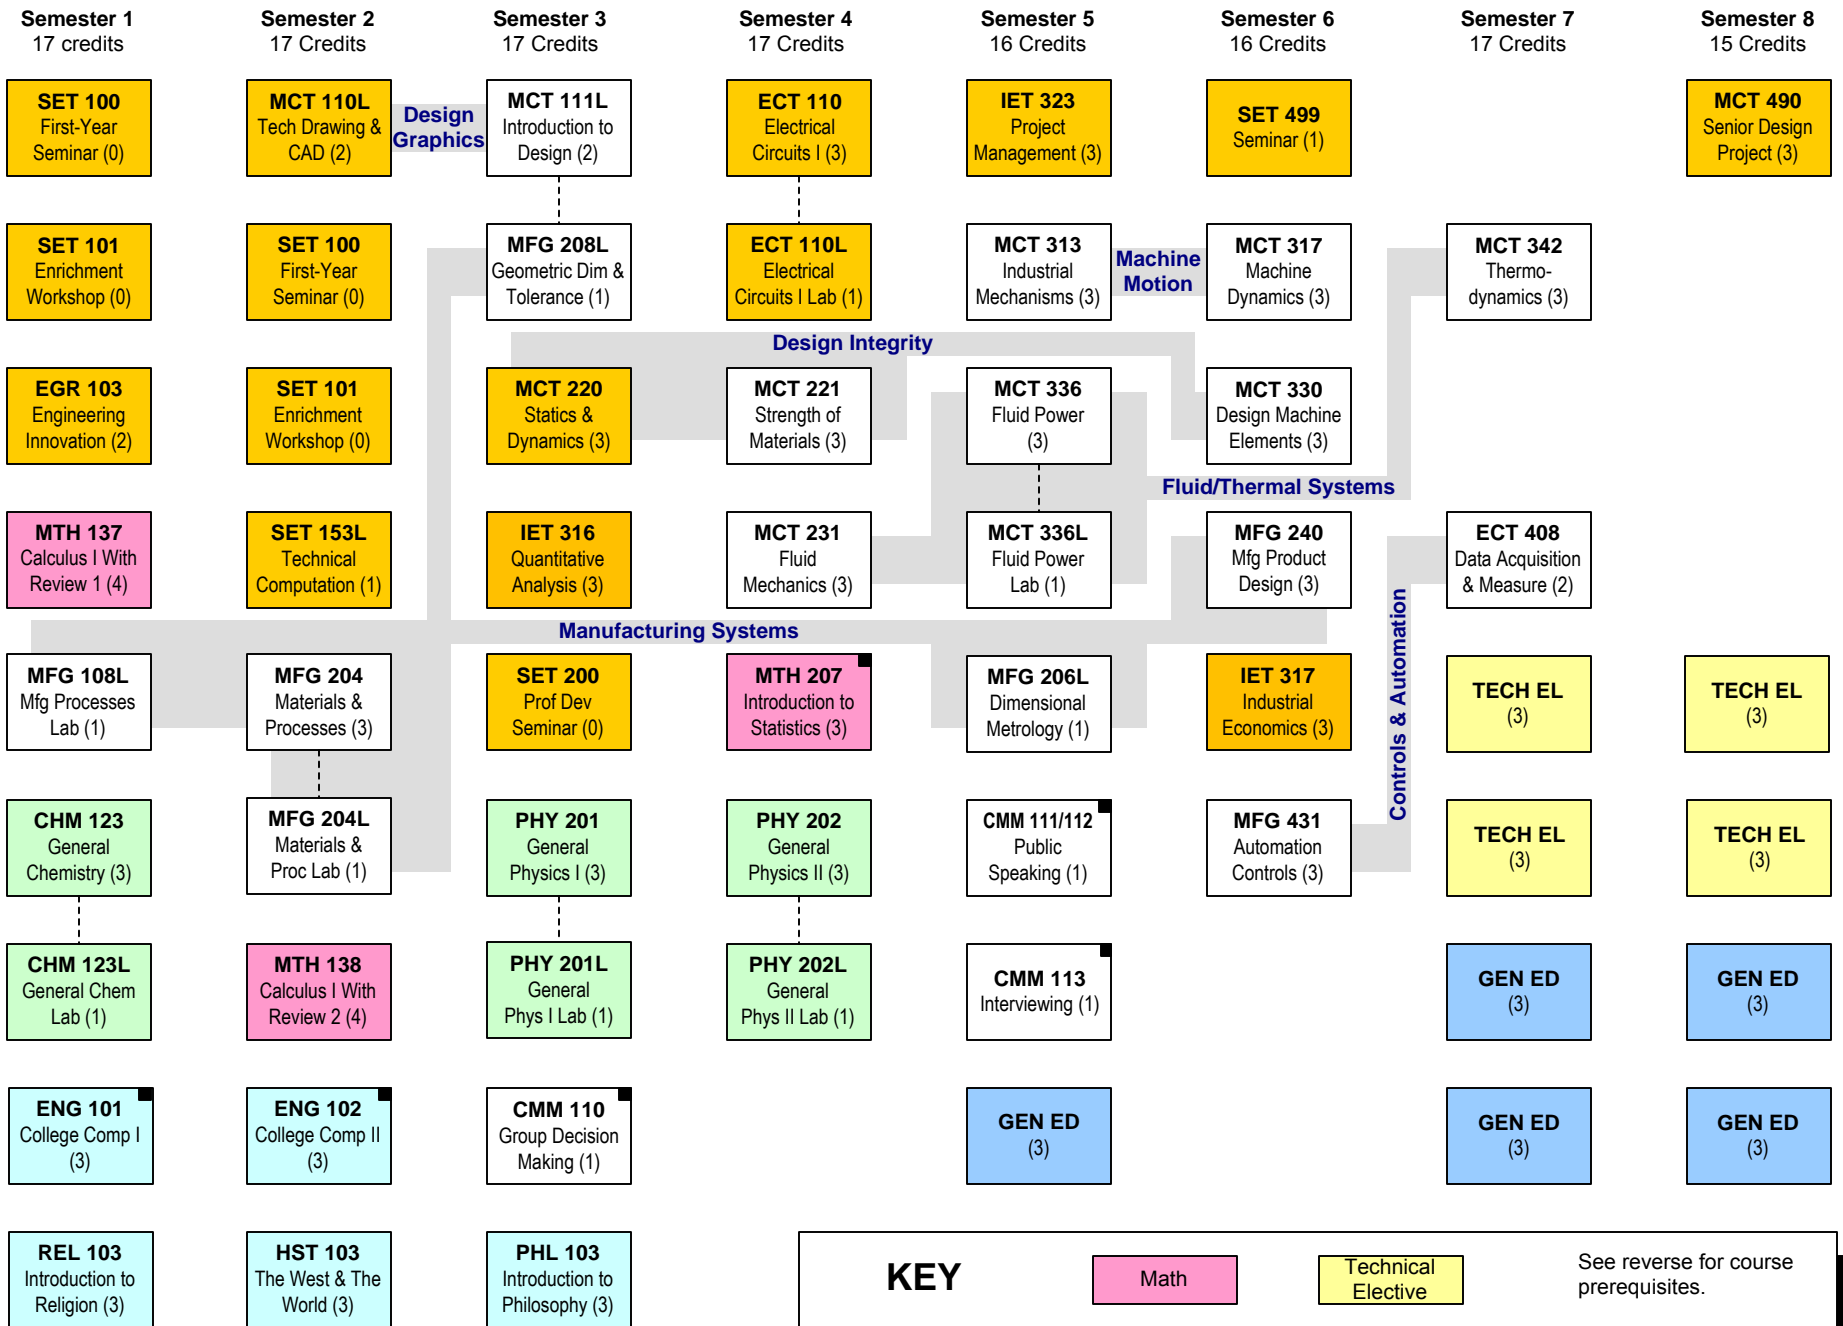 Semester 1
17 credits
Semester 2
17 Credits
Semester 3
17 Credits
Semester 4
17 Credits
Semester 5
16 Credits
Semester 6
16 Credits
Semester 7
17 Credits
Semester 8
15 Credits
SET 100
First-Year
Seminar (0)
MCT 110L
Tech Drawing &
CAD (2)
Design
Graphics
MCT 111L
Introduction to
Design (2)
ECT 110
Electrical
Circuits I (3)
IET 323
Project
Management (3)
SET 499
Seminar (1)
MCT 490
Senior Design
Project (3)
SET 101
Enrichment
Workshop (0)
SET 100
First-Year
Seminar (0)
MFG 208L
Geometric Dim &
Tolerance (1)
ECT 110L
Electrical
Circuits I Lab (1)
MCT 313
Industrial
Mechanisms (3)
Machine
Motion
MCT 317
Machine
Dynamics (3)
MCT 342
Thermo-
dynamics (3)
Design Integrity
EGR 103
Engineering
Innovation (2)
SET 101
Enrichment
Workshop (0)
MCT 220
Statics &
Dynamics (3)
MCT 221
Strength of
Materials (3)
MCT 336
Fluid Power
(3)
MCT 330
Design Machine
Elements (3)
Fluid/Thermal Systems
MTH 137
Calculus I With
Review 1 (4)
SET 153L
Technical
Computation (1)
IET 316
Quantitative
Analysis (3)
MCT 231
Fluid
Mechanics (3)
MCT 336L
Fluid Power
Lab (1)
MFG 240
Mfg Product
Design (3)
ECT 408
Data Acquisition
& Measure (2)
Manufacturing Systems
Controls & Automation
MFG 108L
Mfg Processes
Lab (1)
MFG 204
Materials &
Processes (3)
SET 200
Prof Dev
Seminar (0)
MTH 207
Introduction to
Statistics (3)
MFG 206L
Dimensional
Metrology (1)
IET 317
Industrial
Economics (3)
TECH EL
(3)
TECH EL
(3)
CHM 123
General
Chemistry (3)
MFG 204L
Materials &
Proc Lab (1)
PHY 201
General
Physics I (3)
PHY 202
General
Physics II (3)
CMM 111/112
Public
Speaking (1)
MFG 431
Automation
Controls (3)
TECH EL
(3)
TECH EL
(3)
CHM 123L
General Chem
Lab (1)
MTH 138
Calculus I With
Review 2 (4)
PHY 201L
General
Phys I Lab (1)
PHY 202L
General
Phys II Lab (1)
CMM 113
Interviewing (1)
GEN ED
(3)
GEN ED
(3)
ENG 101
College Comp I
(3)
ENG 102
College Comp II
(3)
CMM 110
Group Decision
Making (1)
GEN ED
(3)
GEN ED
(3)
GEN ED
(3)
REL 103
Introduction to
Religion (3)
HST 103
The West & The
World (3)
PHL 103
Introduction to
Philosophy (3)
KEY
Math
Technical
Elective
See reverse for course
prerequisites.